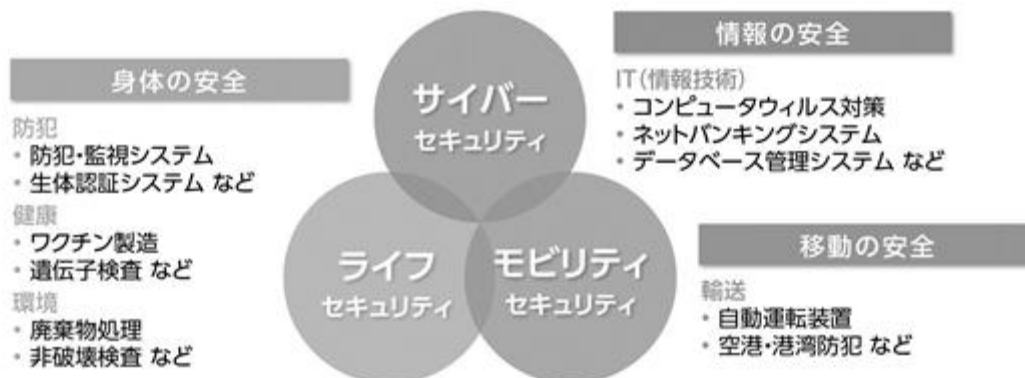 身体の安全
防犯
• 防犯・監視システム
• 生体認証システム など
健康
• ワクチン製造
• 遺伝子検査 など
環境
• 廃棄物処理
• 非破壊検査 など
サイバー
セキュリティ
ライフ
セキュリティ
モビリティ
セキュリティ
情報の安全
IT(情報技術)
• コンピュータウィルス対策
• ネットバンキングシステム
• データベース管理システム など
移動の安全
輸送
• 自動運転装置
• 空港・港湾防犯 など